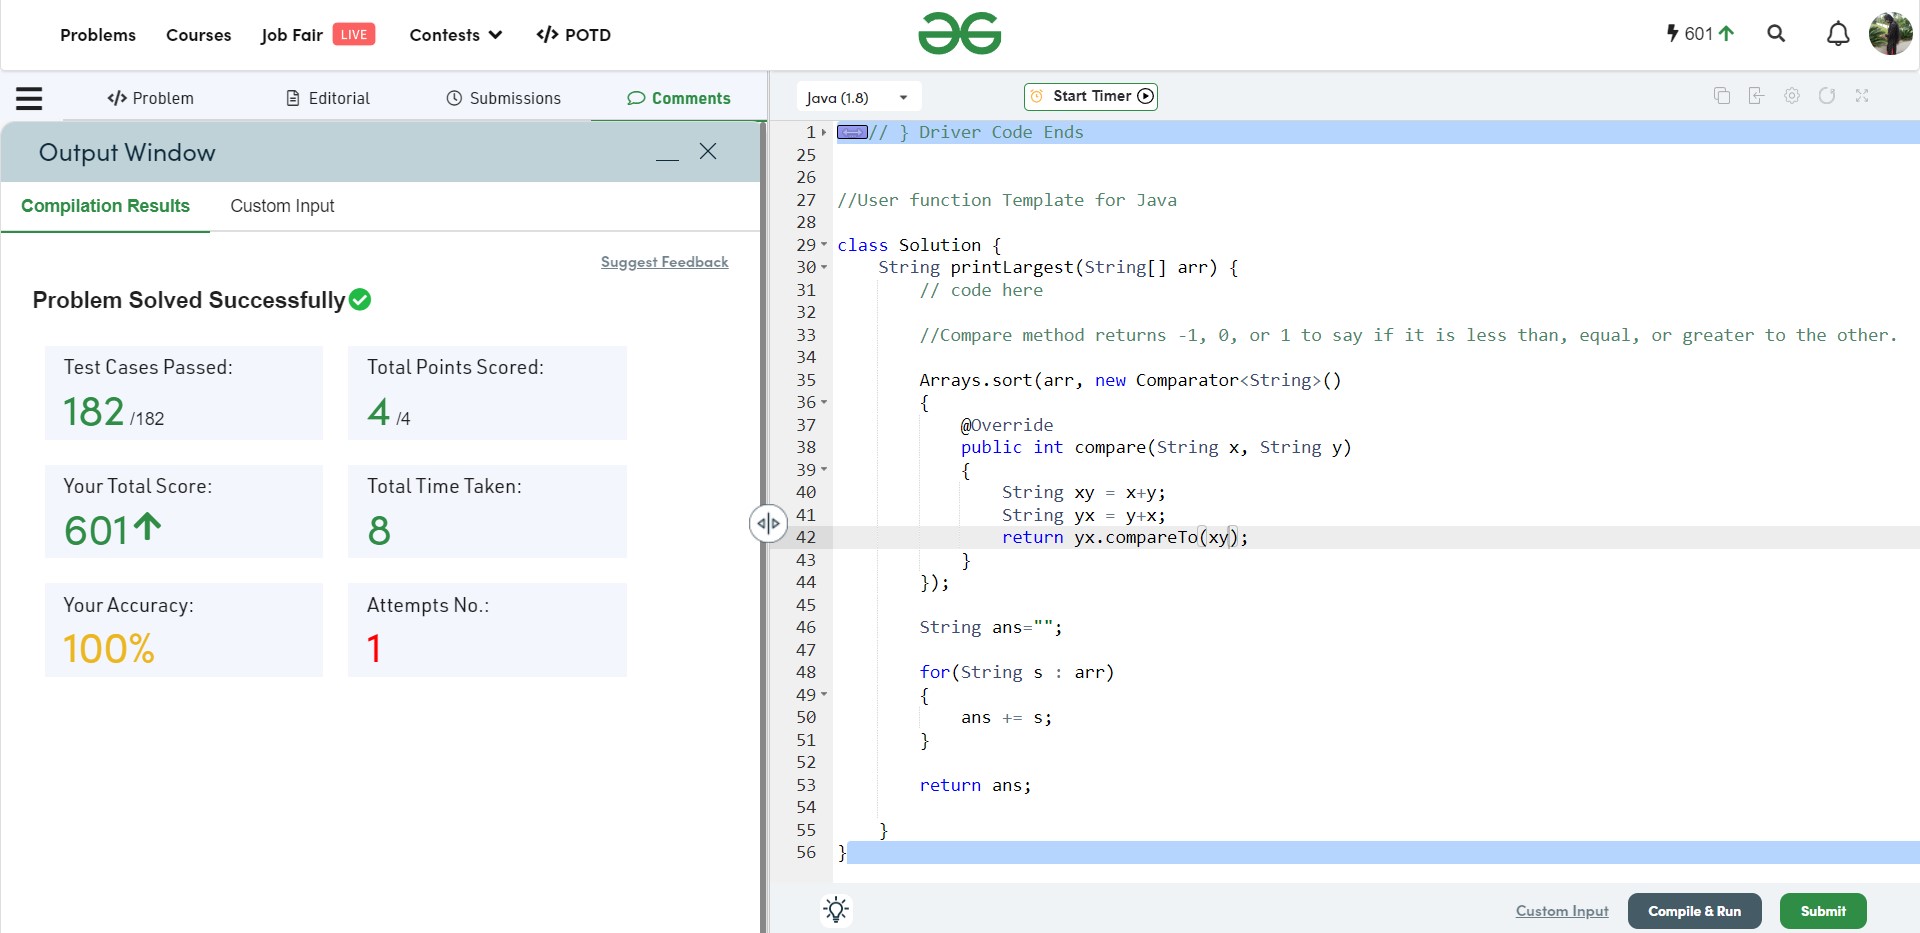 Problems Courses Job Fair LIVE Contests </> POTD 601
</> Problem Editorial Submissions Comments
Output Window
Compilation Results Custom Input
Suggest Feedback
Problem Solved Successfully
Test Cases Passed: Total Points Scored:
182 /182 4 /4
Your Total Score: Total Time Taken:
601 8
Your Accuracy: Attempts No.:
100% 1
Java (1.8) Start Timer
1 // } Driver Code Ends
25
26
27 //User function Template for Java
28
29 class Solution {
30     String printLargest(String[] arr) {
31         // code here
32
33         //Compare method returns -1, 0, or 1 to say if it is less than, equal, or greater to the other.
34
35         Arrays.sort(arr, new Comparator<String>()
36         {
37             @Override
38             public int compare(String x, String y)
39             {
40                 String xy = x+y;
41                 String yx = y+x;
42                 return yx.compareTo(xy);
43             }
44         });
45
46         String ans="";
47
48         for(String s : arr)
49         {
50             ans += s;
51         }
52
53         return ans;
54
55     }
56 }
Custom Input Compile & Run Submit